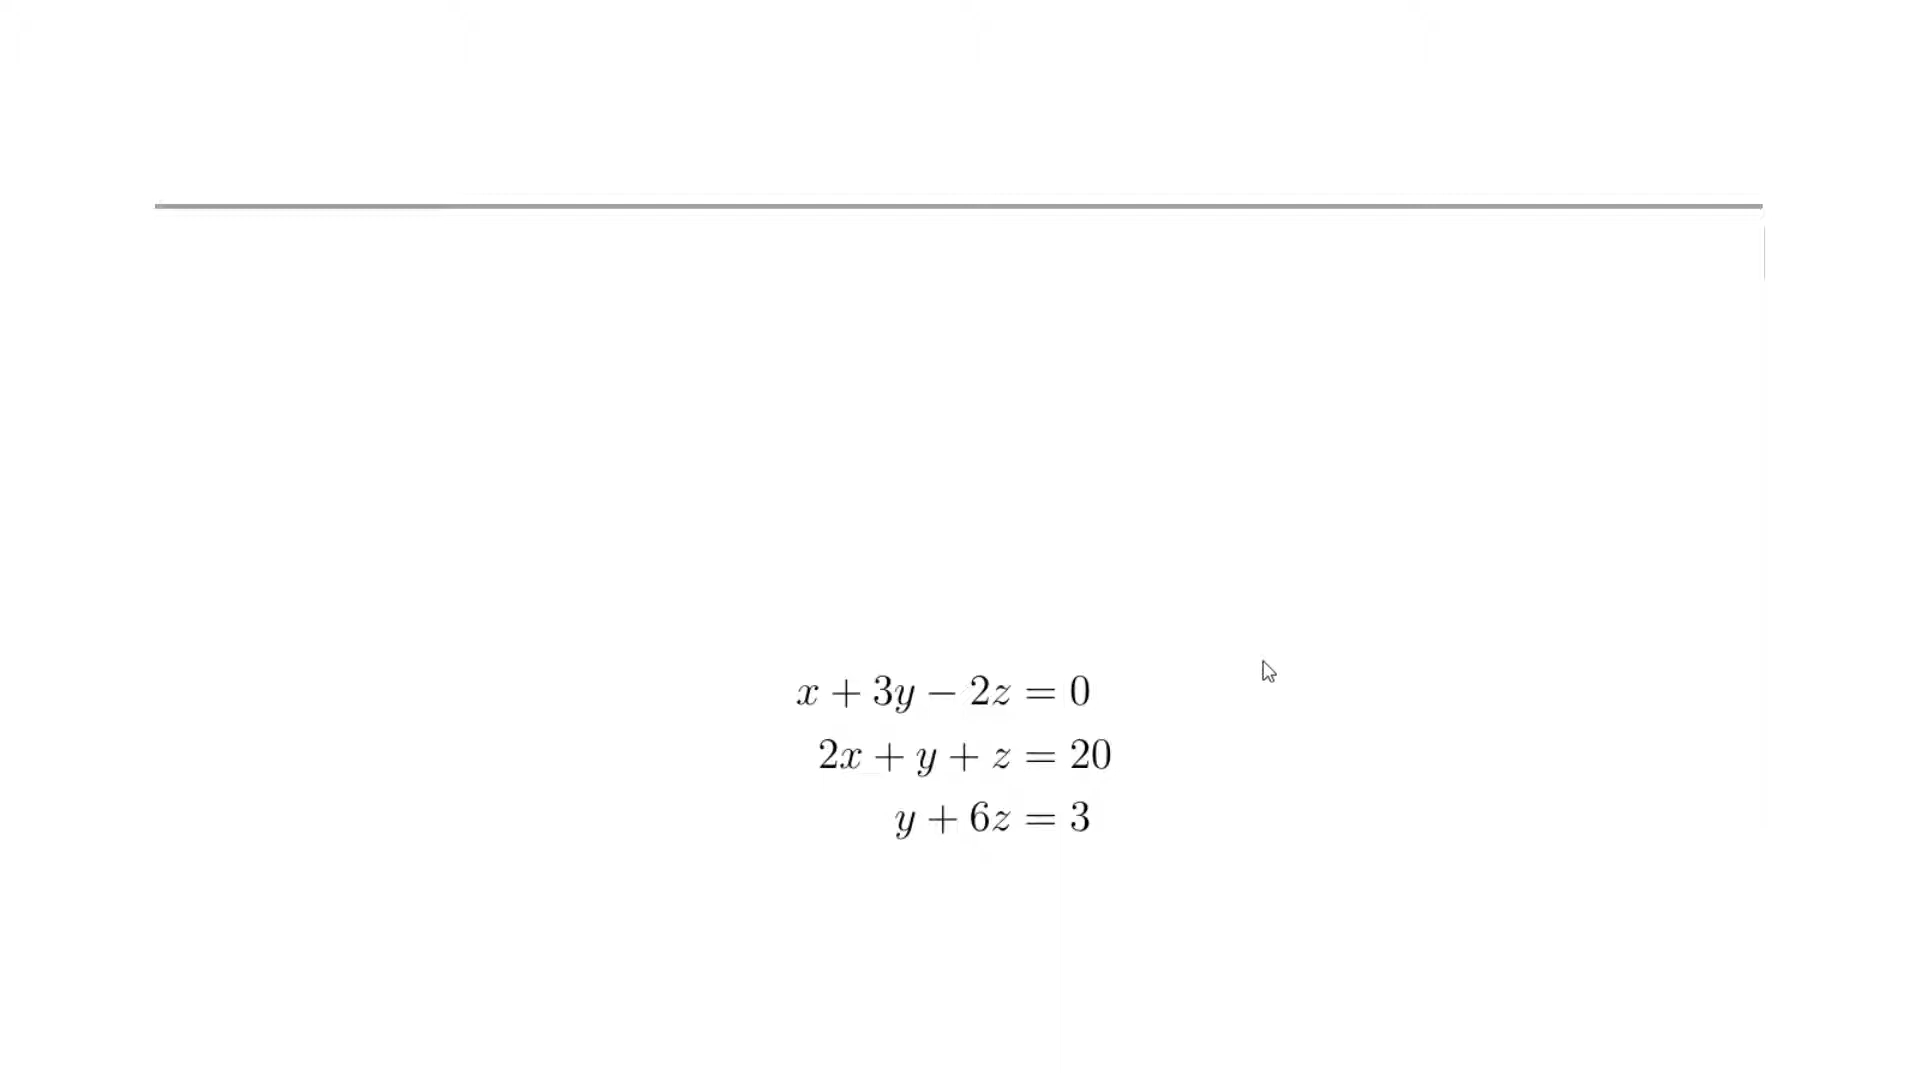 x + 3y − 2z = 0
2x + y + z = 20
y + 6z = 3